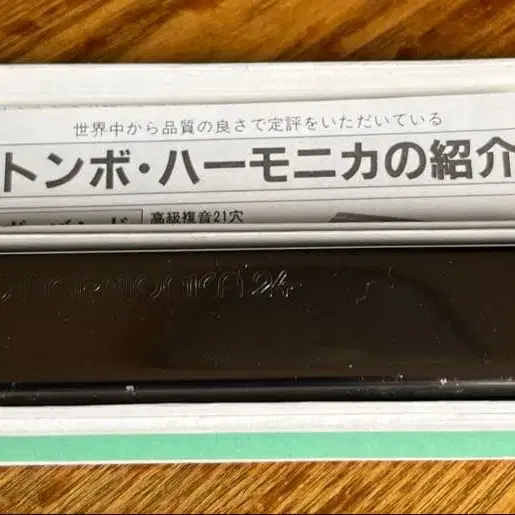 世界中から品質の良さで定評をいただいている
トンボ・ハーモニカの紹介
高級複音21穴
HARMONICA 24